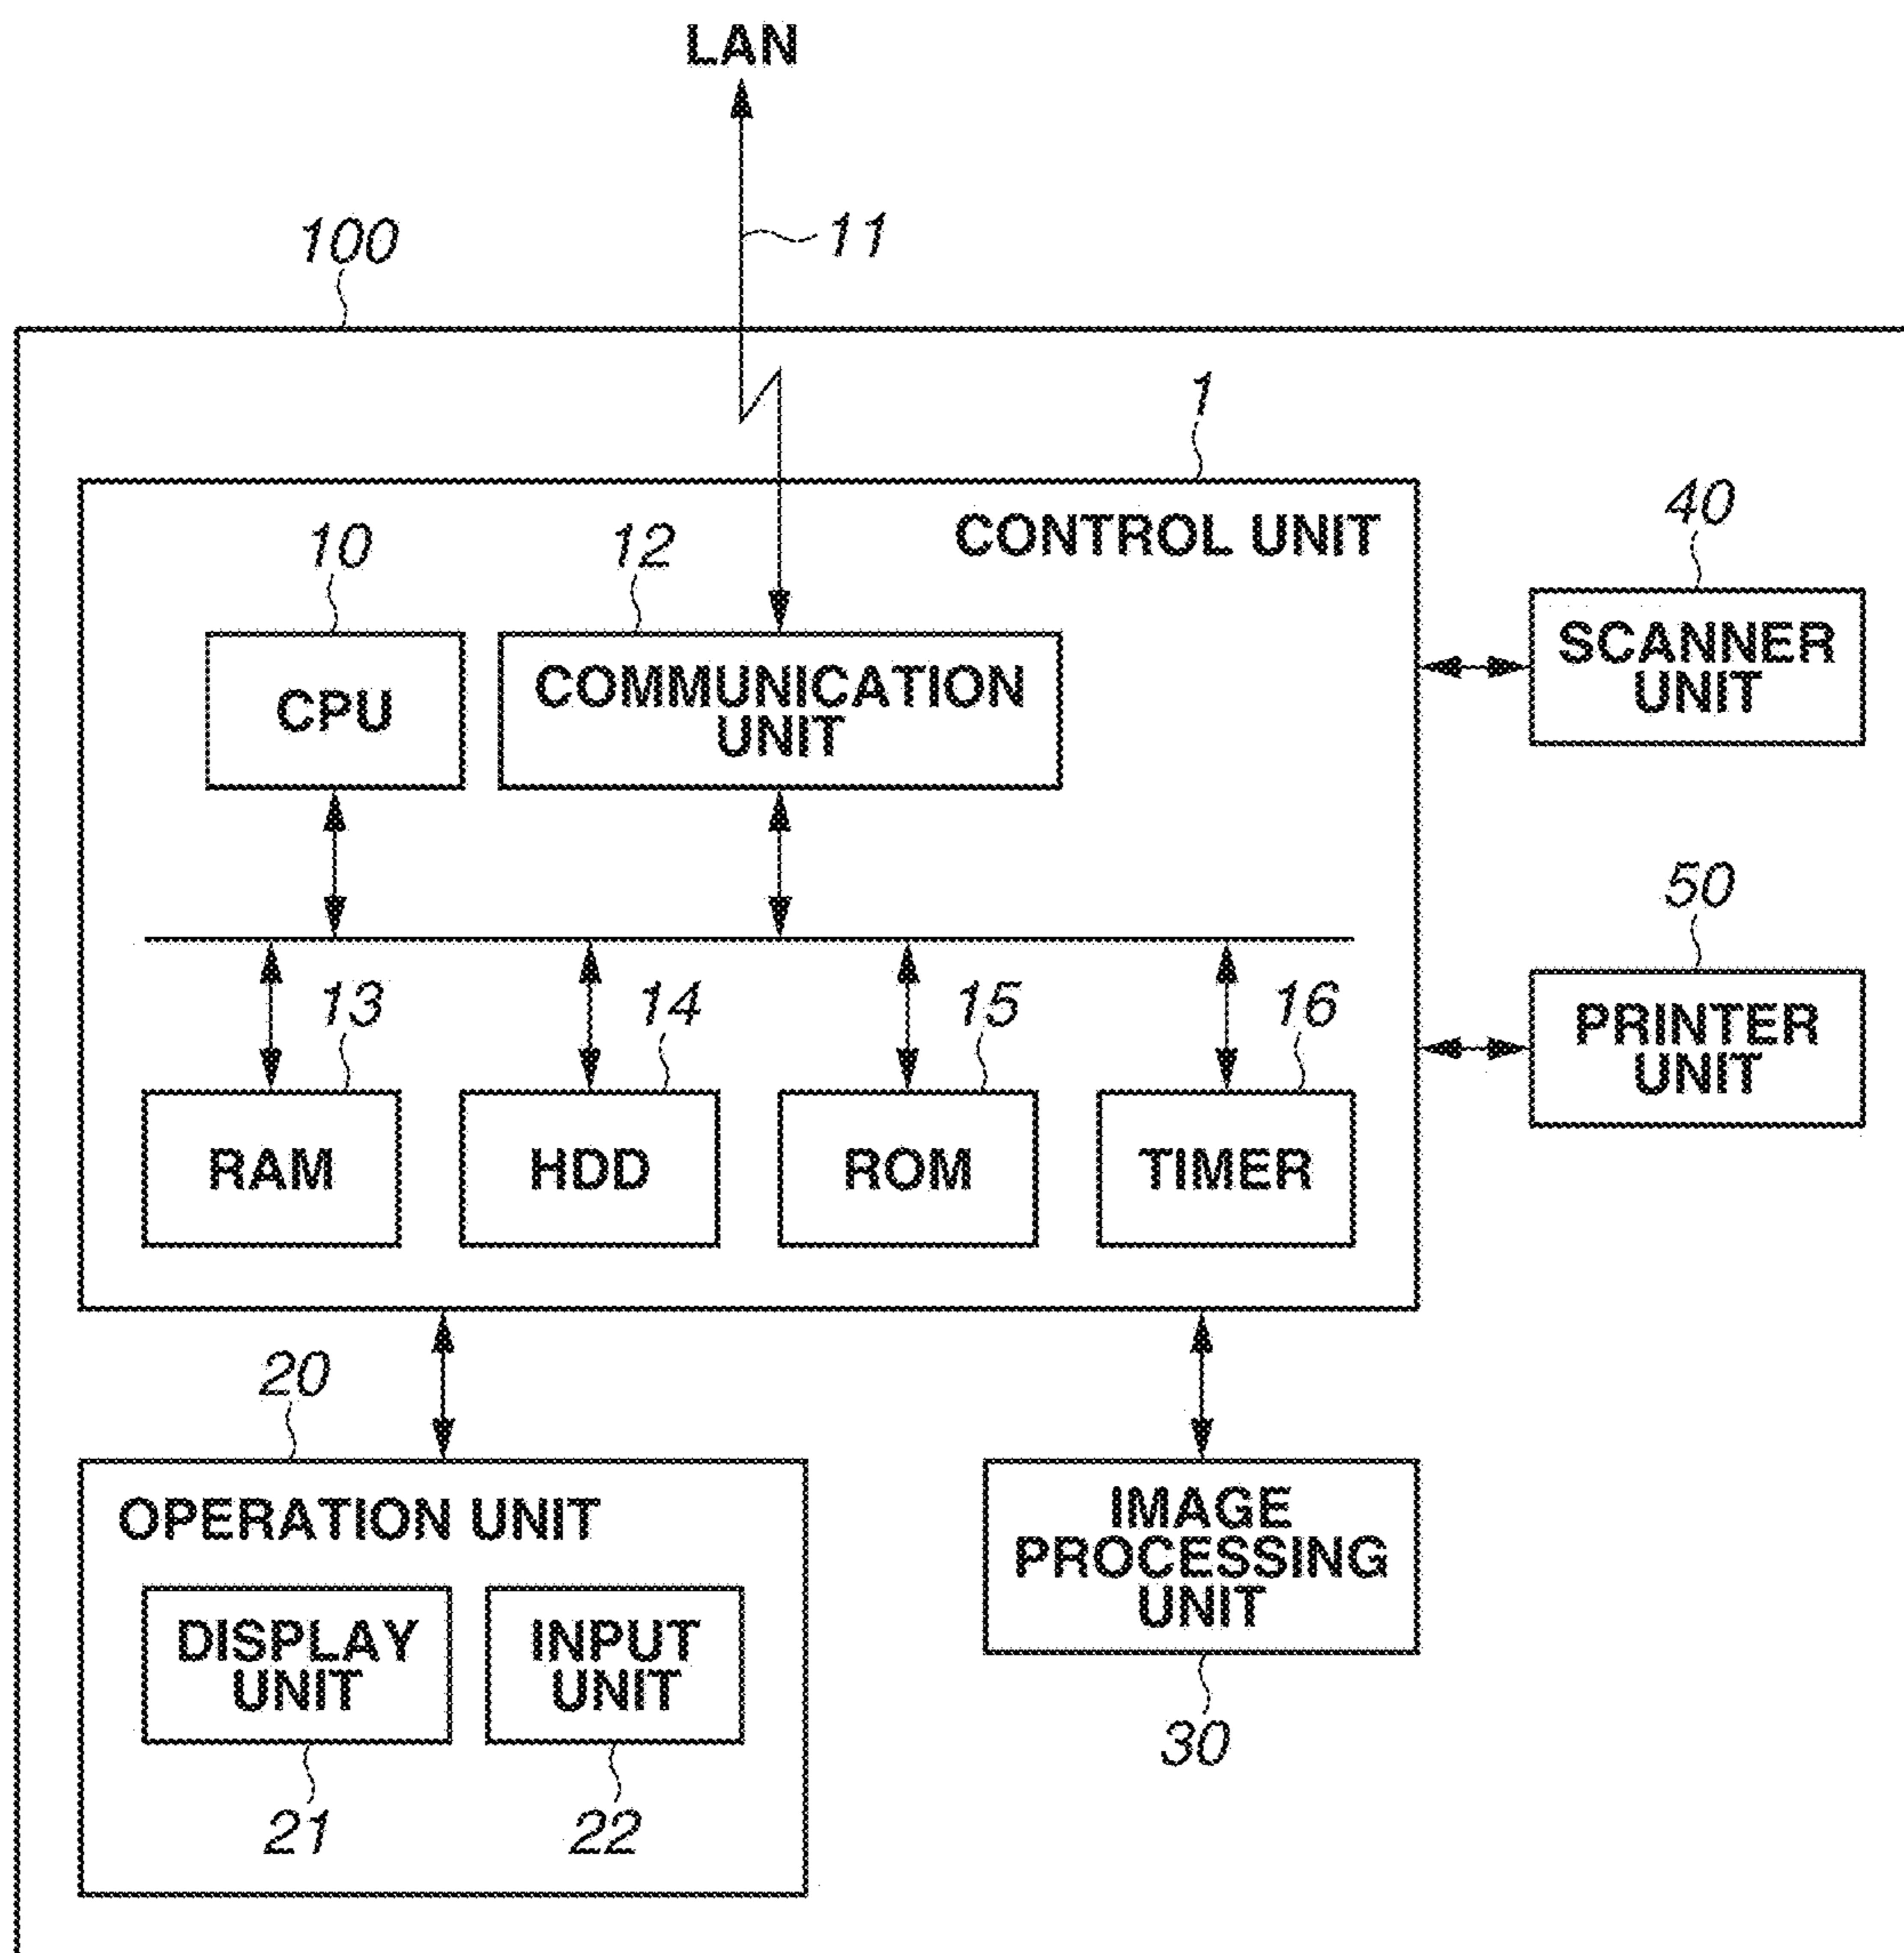 LAN
11
100
1
CONTROL UNIT
10
12
40
CPU
COMMUNICATION
UNIT
SCANNER
UNIT
50
13
14
15
16
PRINTER
UNIT
RAM
HDD
ROM
TIMER
20
OPERATION UNIT
IMAGE
PROCESSING
UNIT
DISPLAY
UNIT
INPUT
UNIT
30
21
22